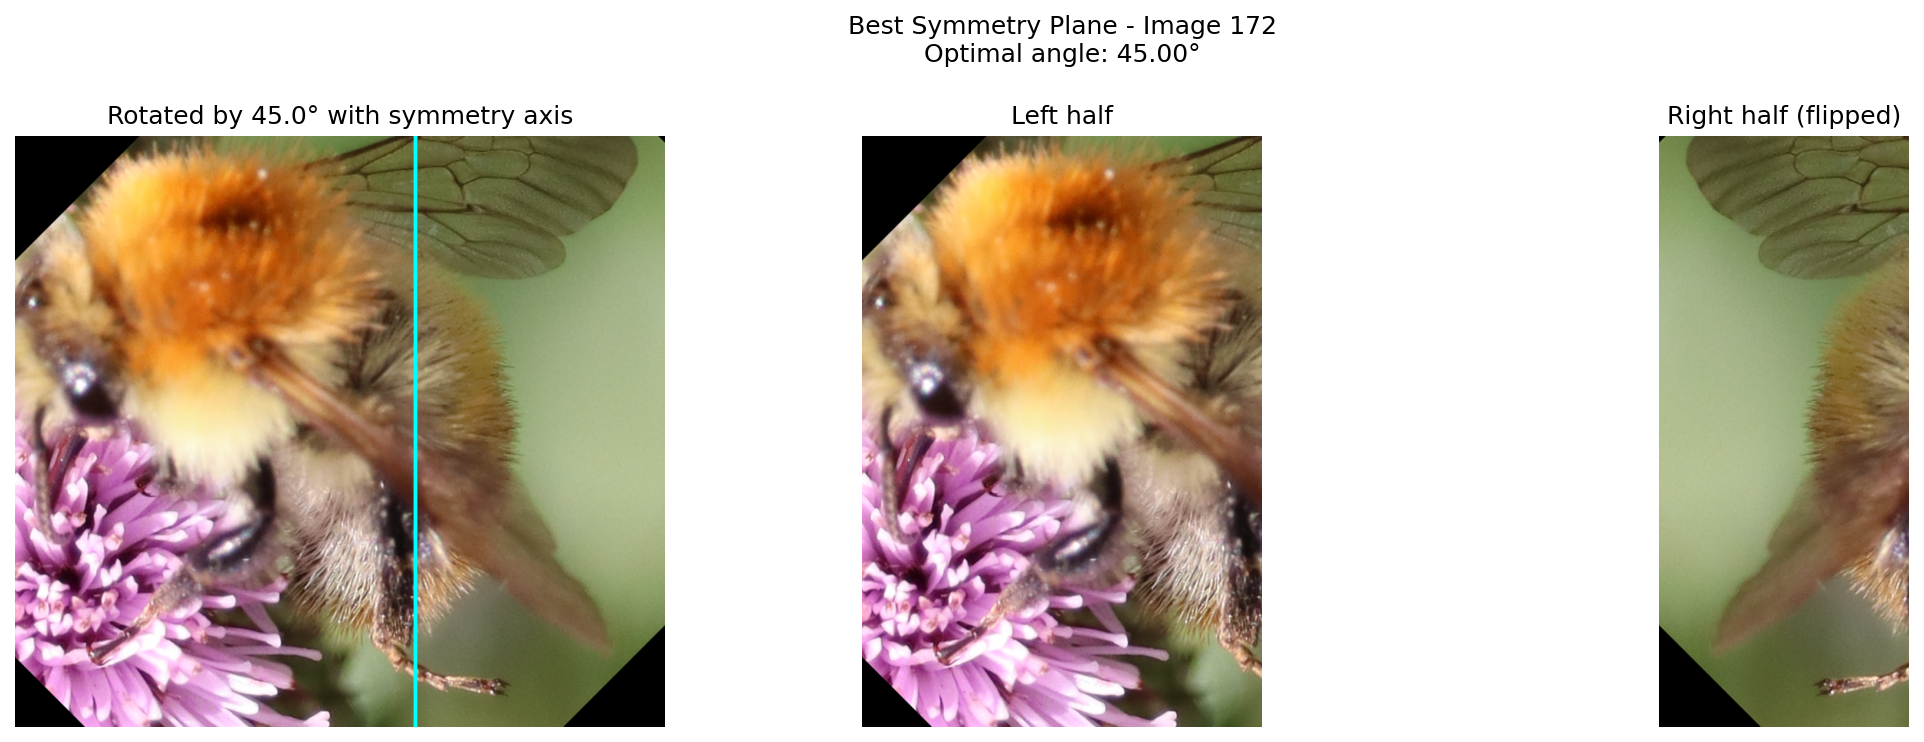 Best Symmetry Plane - Image 172
Optimal angle: 45.00°
Rotated by 45.0° with symmetry axis
Left half
Right half (flipped)